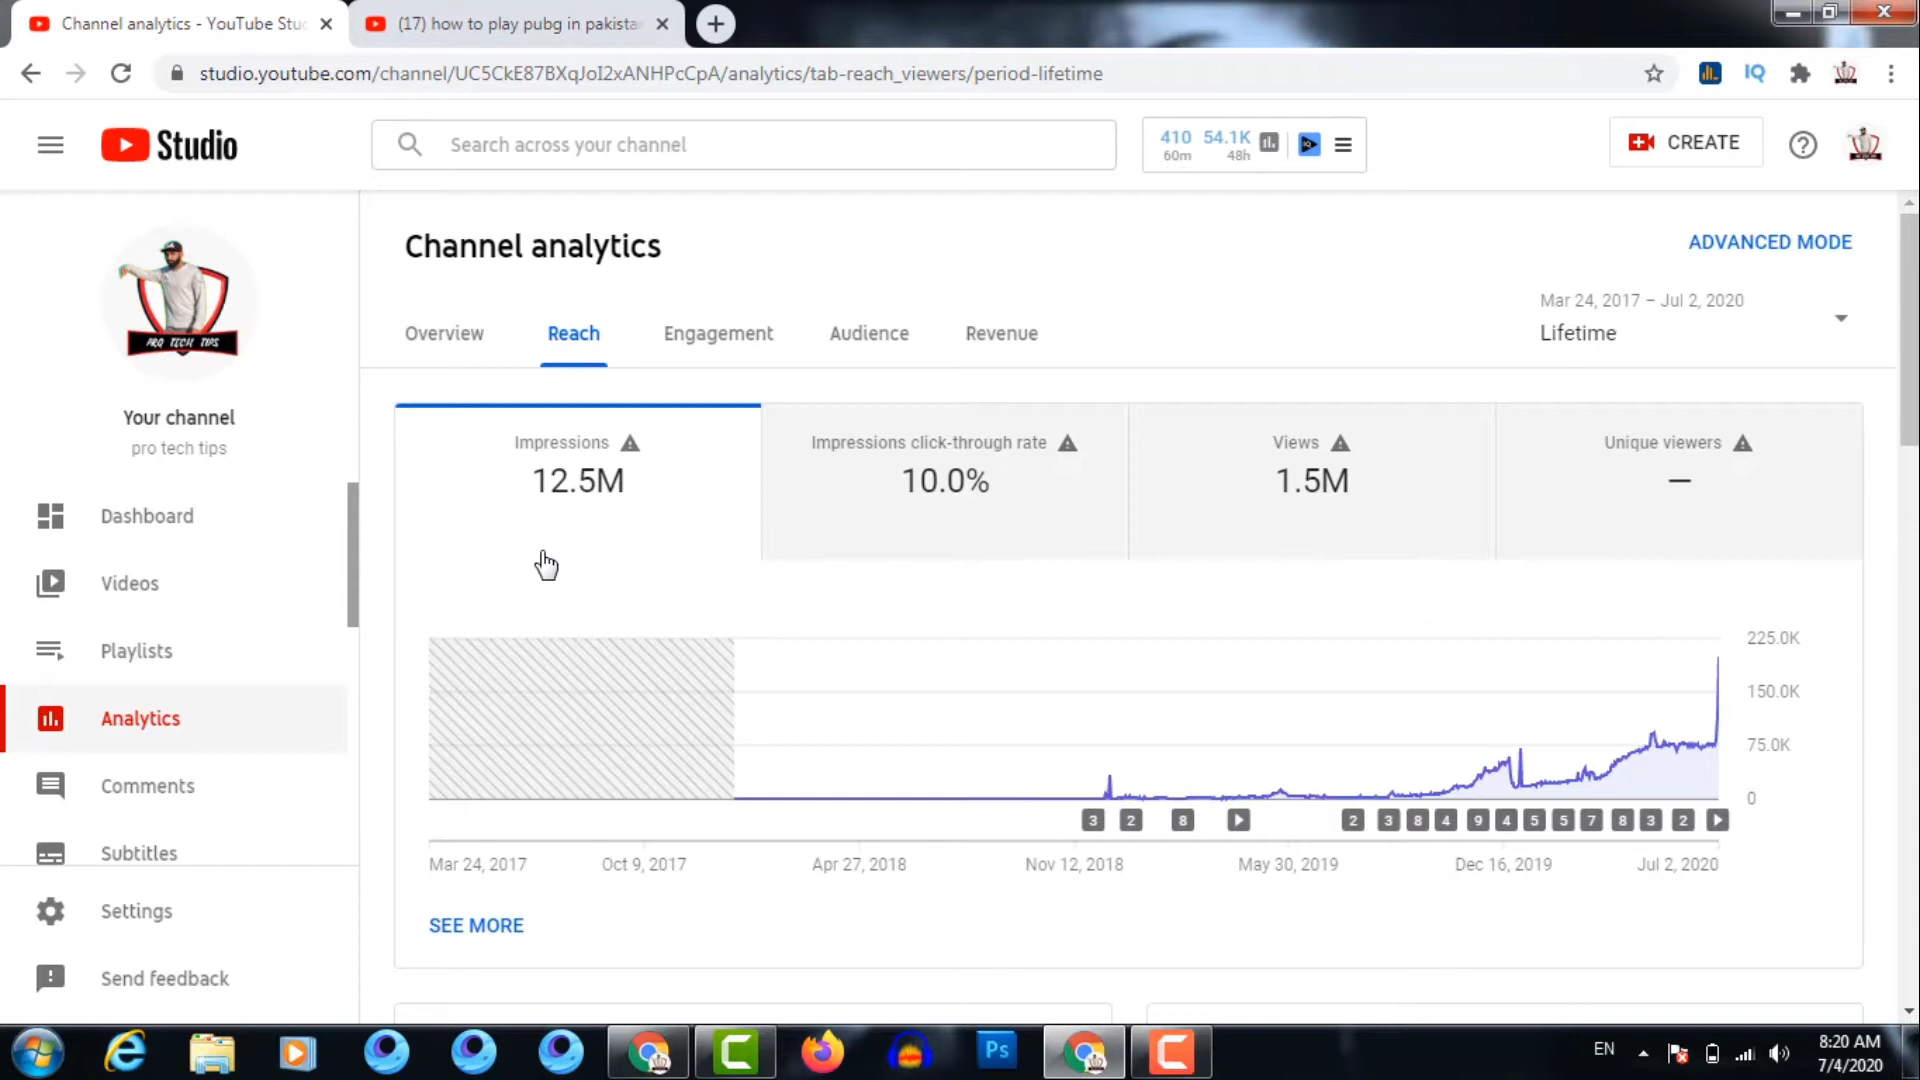 Channel analytics - YouTube Stu
(17) how to play pubg in pakista
studio.youtube.com/channel/UC5CkE87BXqJoI2xANHPcCpA/analytics/tab-reach_viewers/period-lifetime
IQ
Studio
Search across your channel
410 54.1K
60m 48h
CREATE
Channel analytics
ADVANCED MODE
Mar 24, 2017 – Jul 2, 2020
Lifetime
Overview Reach Engagement Audience Revenue
PRO TECH TIPS
Your channel
pro tech tips
Dashboard
Videos
Playlists
Analytics
Comments
Subtitles
Settings
Send feedback
Impressions Impressions click-through rate Views Unique viewers
12.5M 10.0% 1.5M —
225.0K
150.0K
75.0K
0
3 2 8 2 3 8 4 9 4 5 5 7 8 3 2
Mar 24, 2017 Oct 9, 2017 Apr 27, 2018 Nov 12, 2018 May 30, 2019 Dec 16, 2019 Jul 2, 2020
SEE MORE
Ps
EN
8:20 AM
7/4/2020